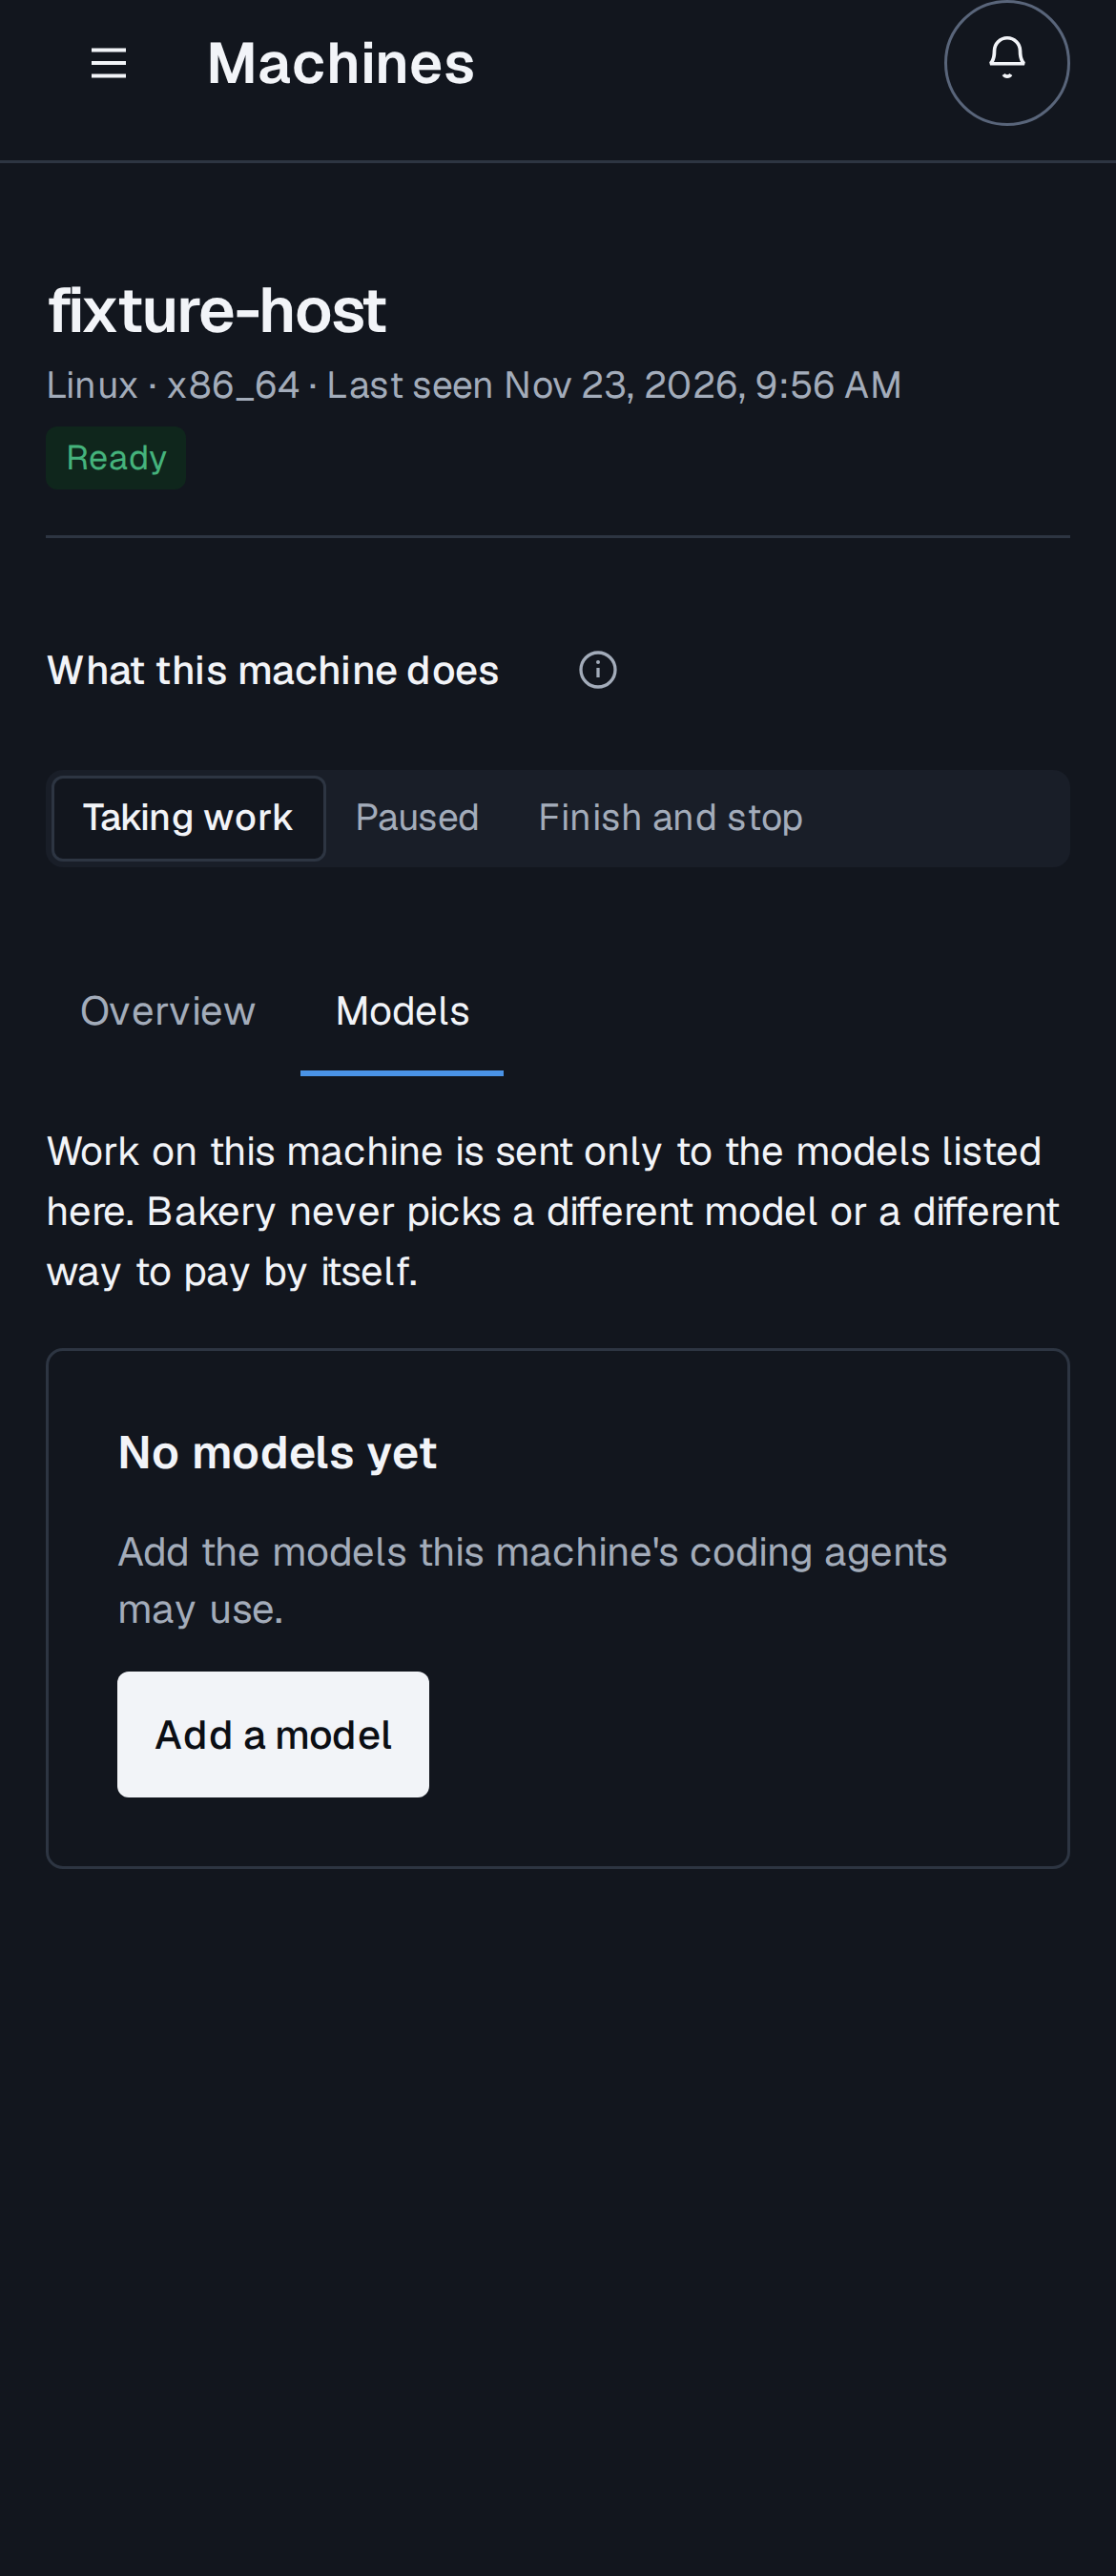 Machines
fixture-host
Linux · x86_64 · Last seen Nov 23, 2026, 9:56 AM
Ready
What this machine does
Taking work Paused Finish and stop
Overview Models
Work on this machine is sent only to the models listed
here. Bakery never picks a different model or a different
way to pay by itself.
No models yet
Add the models this machine's coding agents
may use.
Add a model